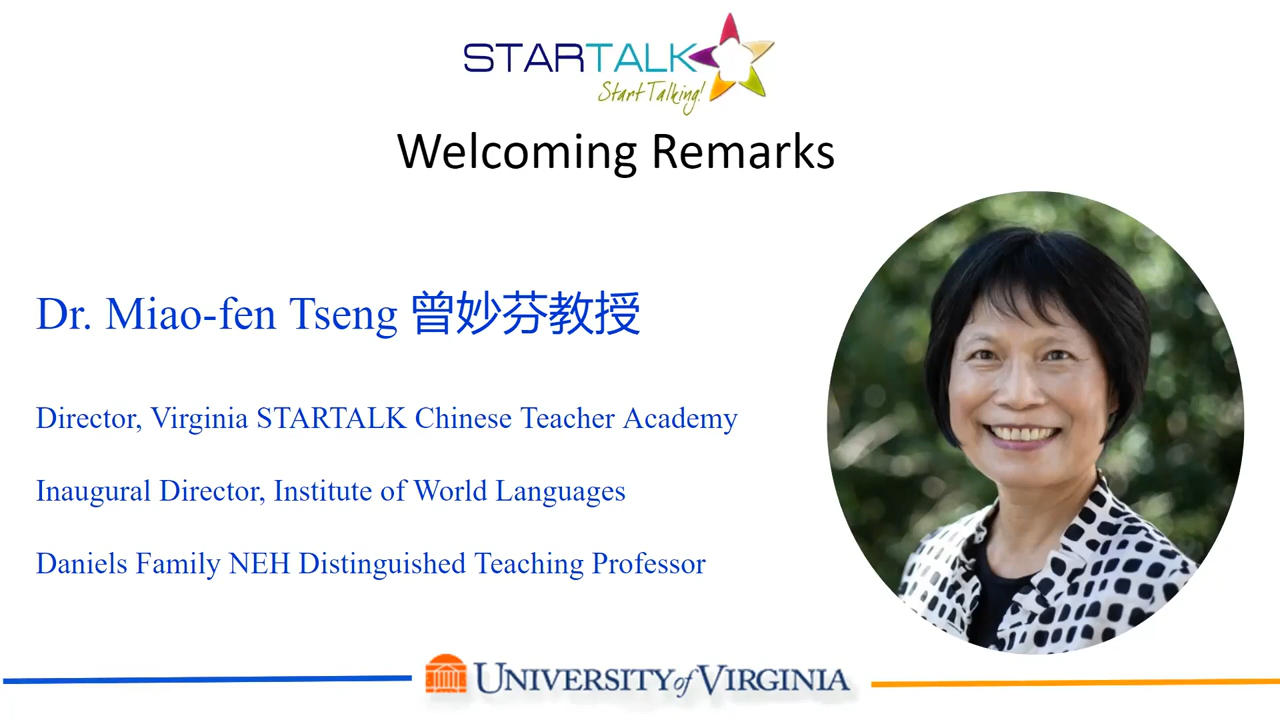 STARTALK
Start Talking!
Welcoming Remarks
Dr. Miao-fen Tseng 曾妙芬教授
Director, Virginia STARTALK Chinese Teacher Academy
Inaugural Director, Institute of World Languages
Daniels Family NEH Distinguished Teaching Professor
UNIVERSITY of VIRGINIA